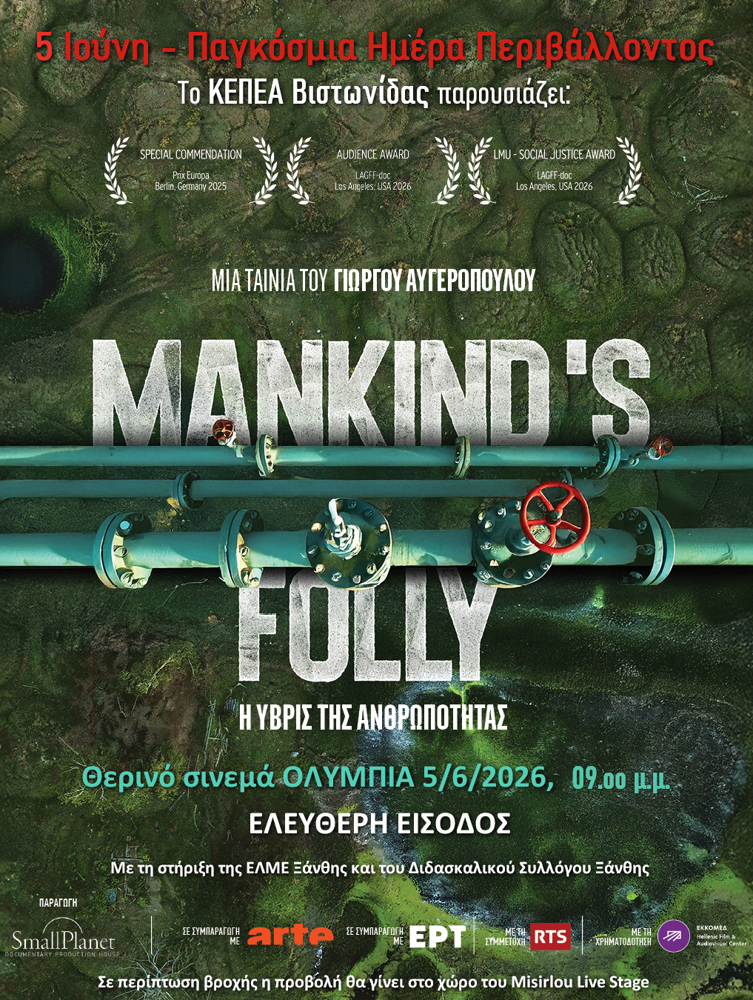 5 Ιούνη - Παγκόσμια Ημέρα Περιβάλλοντος
Το ΚΕΠΕΑ Βιστωνίδας παρουσιάζει:
SPECIAL COMMENDATION
Prix Europa
Berlin, Germany 2025
AUDIENCE AWARD
LAGFF-doc
Los Angeles, USA 2026
LMU - SOCIAL JUSTICE AWARD
LAGFF-doc
Los Angeles, USA 2026
ΜΙΑ ΤΑΙΝΙΑ ΤΟΥ ΓΙΩΡΓΟΥ ΑΥΓΕΡΟΠΟΥΛΟΥ
MANKIND'S
FOLLY
Η ΥΒΡΙΣ ΤΗΣ ΑΝΘΡΩΠΟΤΗΤΑΣ
Θερινό σινεμά ΟΛΥΜΠΙΑ 5/6/2026, 09.00 μ.μ.
ΕΛΕΥΘΕΡΗ ΕΙΣΟΔΟΣ
Με τη στήριξη της ΕΛΜΕ Ξάνθης και του Διδασκαλικού Συλλόγου Ξάνθης
ΠΑΡΑΓΩΓΗ
SmallPlanet
DOCUMENTARY PRODUCTION HOUSE
ΣΕ ΣΥΜΠΑΡΑΓΩΓΗ
ΜΕ
arte
ΣΕ ΣΥΜΠΑΡΑΓΩΓΗ
ΜΕ
ΕΡΤ
ΜΕ ΤΗ
ΣΥΜΜΕΤΟΧΗ
RTS
ΜΕ ΤΗ
ΧΡΗΜΑΤΟΔΟΤΗΣΗ
ΕΚΚΟΜΕΔ
Hellenic Film &
Audiovisual Center
Σε περίπτωση βροχής η προβολή θα γίνει στο χώρο του Misirlou Live Stage